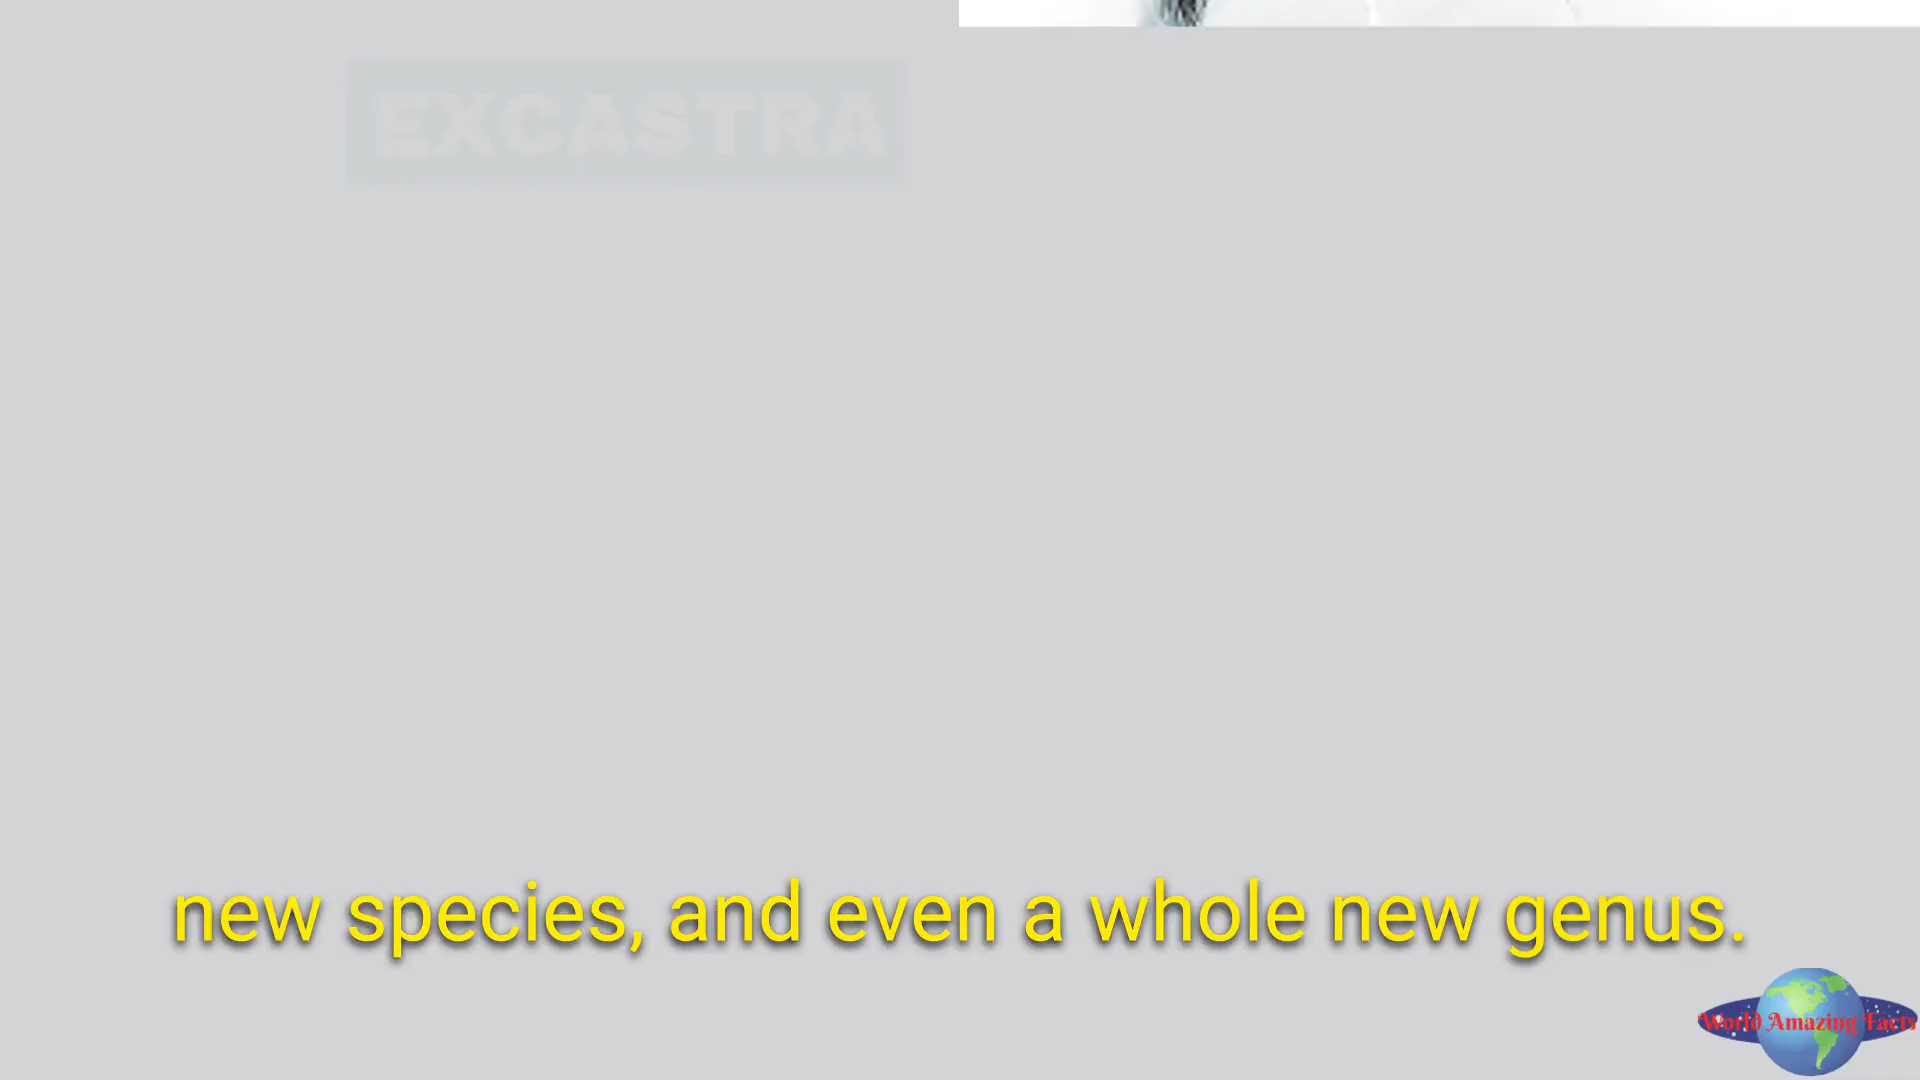 EXCASTRA
new species, and even a whole new genus.
World Amazing Facts